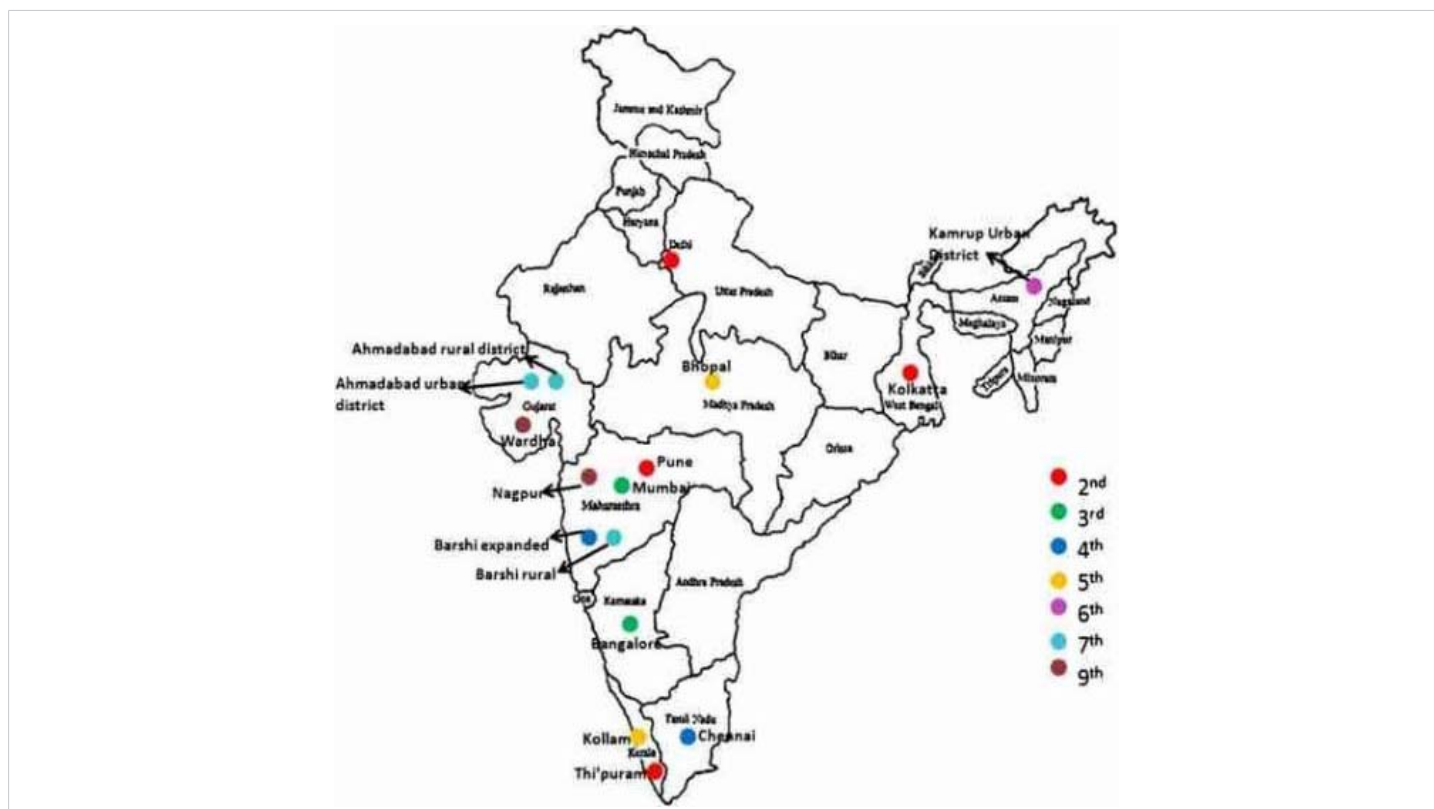 Jammu and Kashmir
Himachal Pradesh
Punjab
Haryana
Delhi
Kamrup Urban
District
Rajasthan
Uttar Pradesh
Assam
Nagaland
Meghalaya
Manipur
Ahmadabad rural district
Bihar
Bhopal
Tripura
Mizoram
Ahmadabad urban
district
Kolkatta
Gujarat
Madhya Pradesh
West Bengal
Wardha
Orissa
Pune
Nagpur
Mumbai
Maharashtra
Barshi expanded
Barshi rural
Andhra Pradesh
Goa
Karnataka
Bangalore
Tamil Nadu
Kollam
Chennai
Kerala
Thi'puram
2nd
3rd
4th
5th
6th
7th
9th